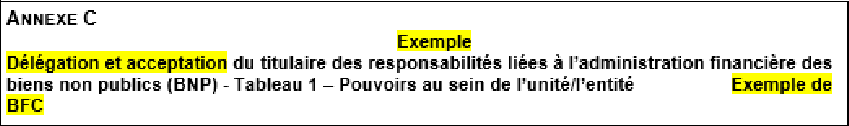 ANNEXE C
Exemple
Délégation et acceptation du titulaire des responsabilités liées à l'administration financière des
biens non publics (BNP) - Tableau 1 – Pouvoirs au sein de l'unité/l'entité Exemple de
BFC